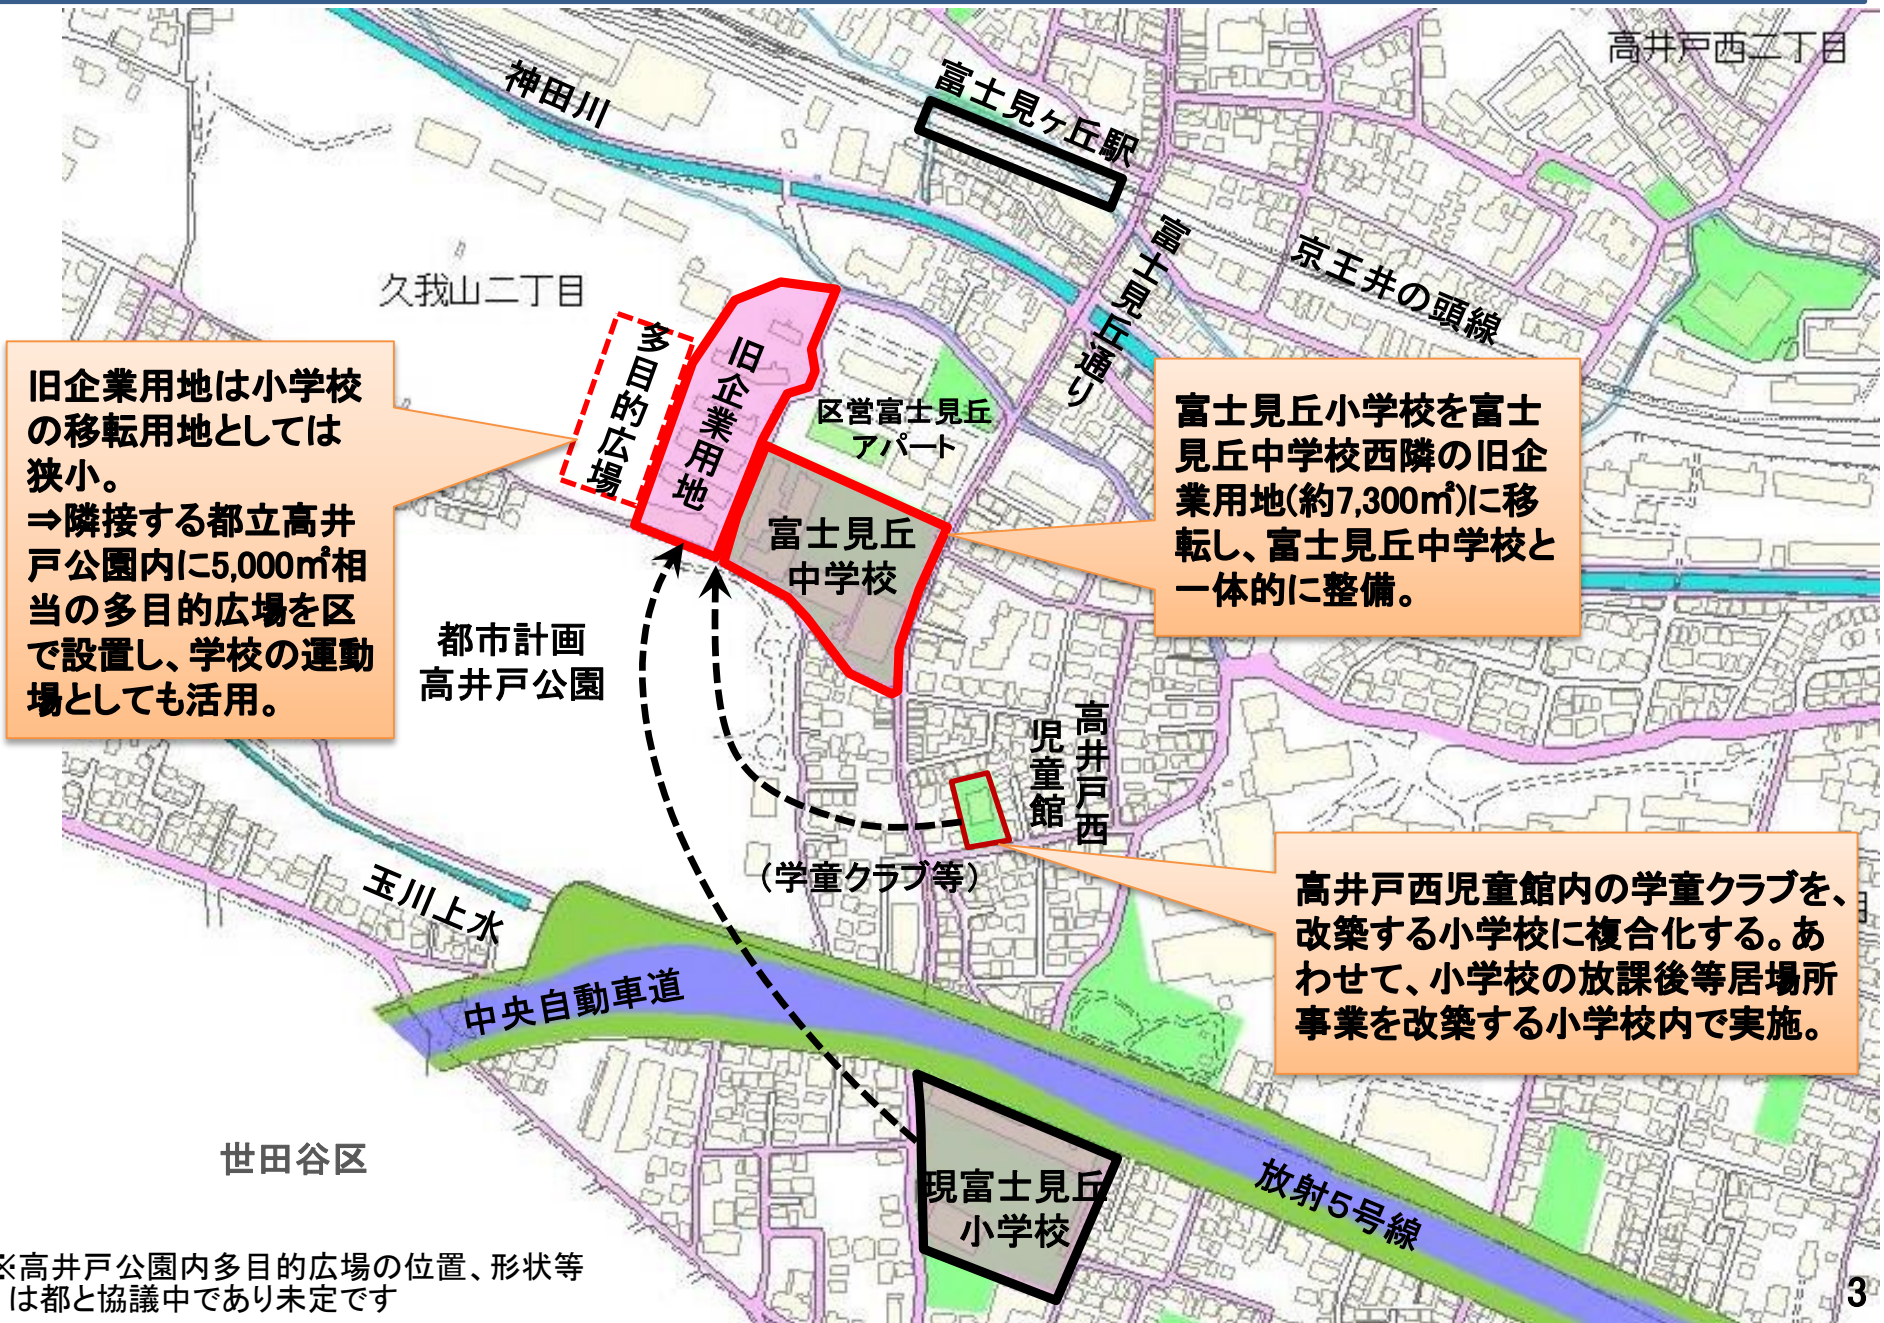 高井戸西二丁目
神田川
富士見ヶ丘駅
富士見丘通り
京王井の頭線
久我山二丁目
多目的広場
旧企業用地
区営富士見丘
アパート
旧企業用地は小学校
の移転用地としては
狭小。
⇒隣接する都立高井
戸公園内に5,000㎡相
当の多目的広場を区
で設置し、学校の運動
場としても活用。
富士見丘小学校を富士
見丘中学校西隣の旧企
業用地(約7,300㎡)に移
転し、富士見丘中学校と
一体的に整備。
富士見丘
中学校
都市計画
高井戸公園
高井戸西
児童館
（学童クラブ等）
高井戸西児童館内の学童クラブを、
改築する小学校に複合化する。あ
わせて、小学校の放課後等居場所
事業を改築する小学校内で実施。
玉川上水
中央自動車道
放射5号線
現富士見丘
小学校
世田谷区
※高井戸公園内多目的広場の位置、形状等
は都と協議中であり未定です
3